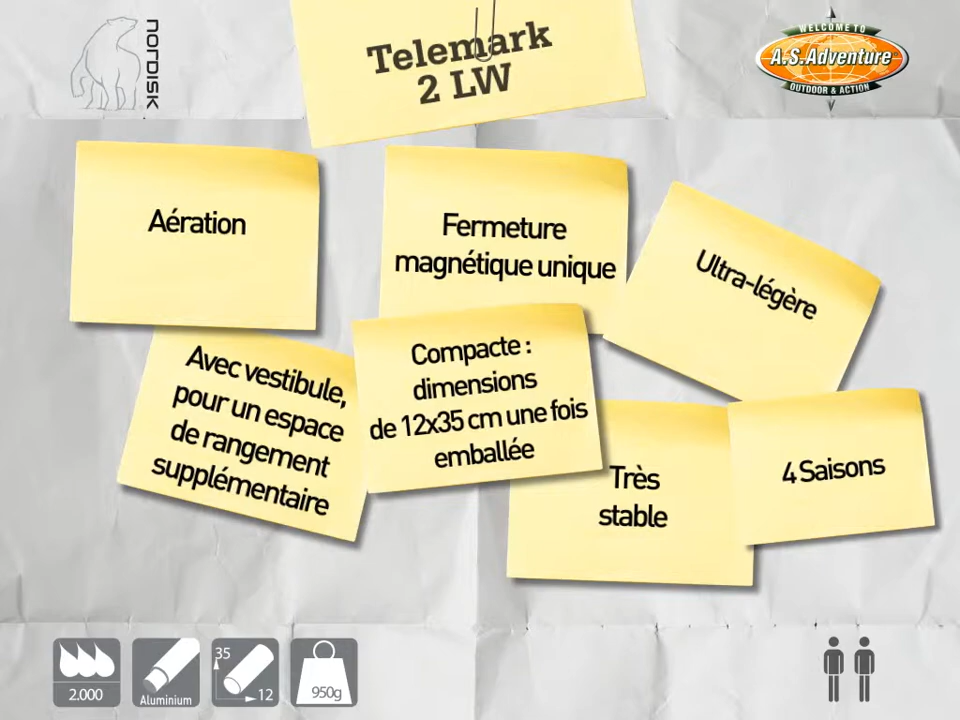 nordisk
Telemark
2 LW
WELCOME TO
A.S.Adventure
OUTDOOR & ACTION
Aération
Fermeture
magnétique unique
Ultra-légère
Avec vestibule,
pour un espace
de rangement
supplémentaire
Compacte :
dimensions
de 12x35 cm une fois
emballée
Très
stable
4 Saisons
2.000
Aluminium
35
12
950g